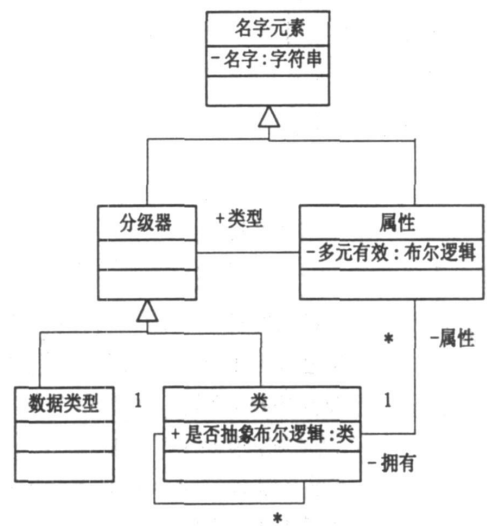 名字元素
-名字:字符串
分级器
+类型
属性
-多元有效:布尔逻辑
*
-属性
数据类型
1
类
1
+是否抽象布尔逻辑:类
-拥有
*